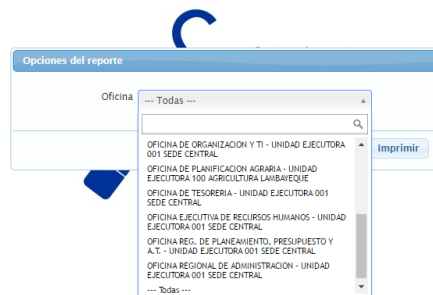 Opciones del reporte
Oficina
--- Todas ---
OFICINA DE ORGANIZACION Y TI - UNIDAD EJECUTORA
001 SEDE CENTRAL
OFICINA DE PLANIFICACION AGRARIA - UNIDAD
EJECUTORA 100 AGRICULTURA LAMBAYEQUE
OFICINA DE TESORERIA - UNIDAD EJECUTORA 001
SEDE CENTRAL
OFICINA EJECUTIVA DE RECURSOS HUMANOS - UNIDAD
EJECUTORA 001 SEDE CENTRAL
OFICINA REG. DE PLANEAMIENTO, PRESUPUESTO Y
A.T. - UNIDAD EJECUTORA 001 SEDE CENTRAL
OFICINA REGIONAL DE ADMINISTRACION - UNIDAD
EJECUTORA 001 SEDE CENTRAL
--- Todas ---
Imprimir